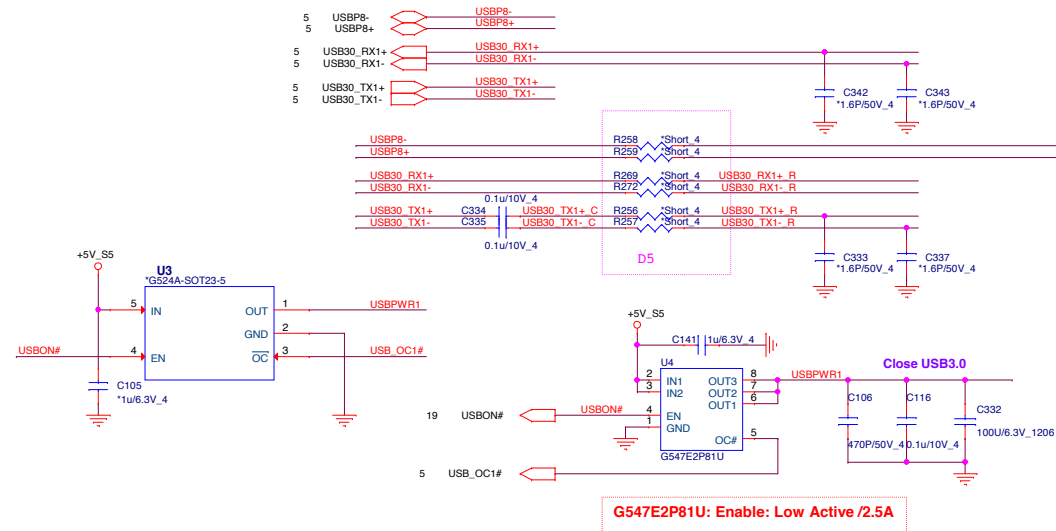 5 USBP8- USBP8-
5 USBP8+ USBP8+
5 USB30_RX1+ USB30_RX1+
5 USB30_RX1- USB30_RX1-
5 USB30_TX1+ USB30_TX1+
5 USB30_TX1- USB30_TX1-
C342
*1.6P/50V_4
C343
*1.6P/50V_4
USBP8- R258 *Short_4
USBP8+ R259 *Short_4
USB30_RX1+ R269 *Short_4 USB30_RX1+_R
USB30_RX1- R272 *Short_4 USB30_RX1-_R
0.1u/10V_4
USB30_TX1+ C334 USB30_TX1+_C R256 *Short_4 USB30_TX1+_R
USB30_TX1- C335 USB30_TX1-_C R257 *Short_4 USB30_TX1-_R
0.1u/10V_4
D5
C333
*1.6P/50V_4
C337
*1.6P/50V_4
+5V_S5
U3
*G524A-SOT23-5
5 IN OUT 1 USBPWR1
GND 2
USBON# 4 EN OC 3 USB_OC1#
C105
*1u/6.3V_4
+5V_S5
C141 1u/6.3V_4
U4
2 IN1 OUT3 8 USBPWR1
3 IN2 OUT2 7
OUT1 6
19 USBON# USBON# 4 EN
1 GND
OC# 5
G547E2P81U
5 USB_OC1#
Close USB3.0
C106
470P/50V_4
C116
0.1u/10V_4
C332
100U/6.3V_1206
G547E2P81U: Enable: Low Active /2.5A